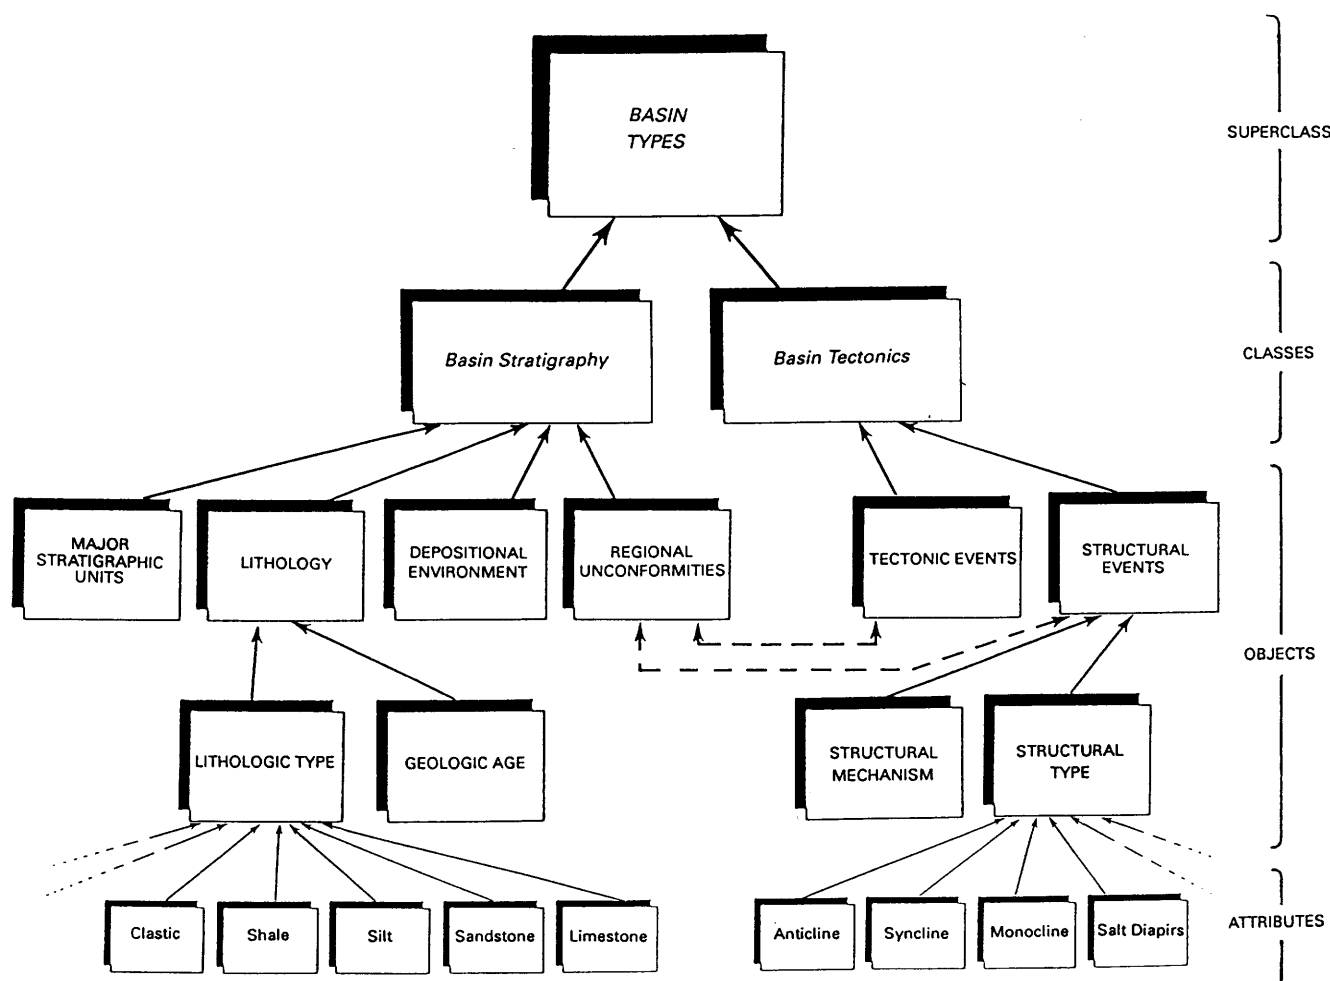 BASIN
TYPES
SUPERCLASS
Basin Stratigraphy
Basin Tectonics
CLASSES
MAJOR
STRATIGRAPHIC
UNITS
LITHOLOGY
DEPOSITIONAL
ENVIRONMENT
REGIONAL
UNCONFORMITIES
TECTONIC EVENTS
STRUCTURAL
EVENTS
OBJECTS
LITHOLOGIC TYPE
GEOLOGIC AGE
STRUCTURAL
MECHANISM
STRUCTURAL
TYPE
Clastic
Shale
Silt
Sandstone
Limestone
Anticline
Syncline
Monocline
Salt Diapirs
ATTRIBUTES